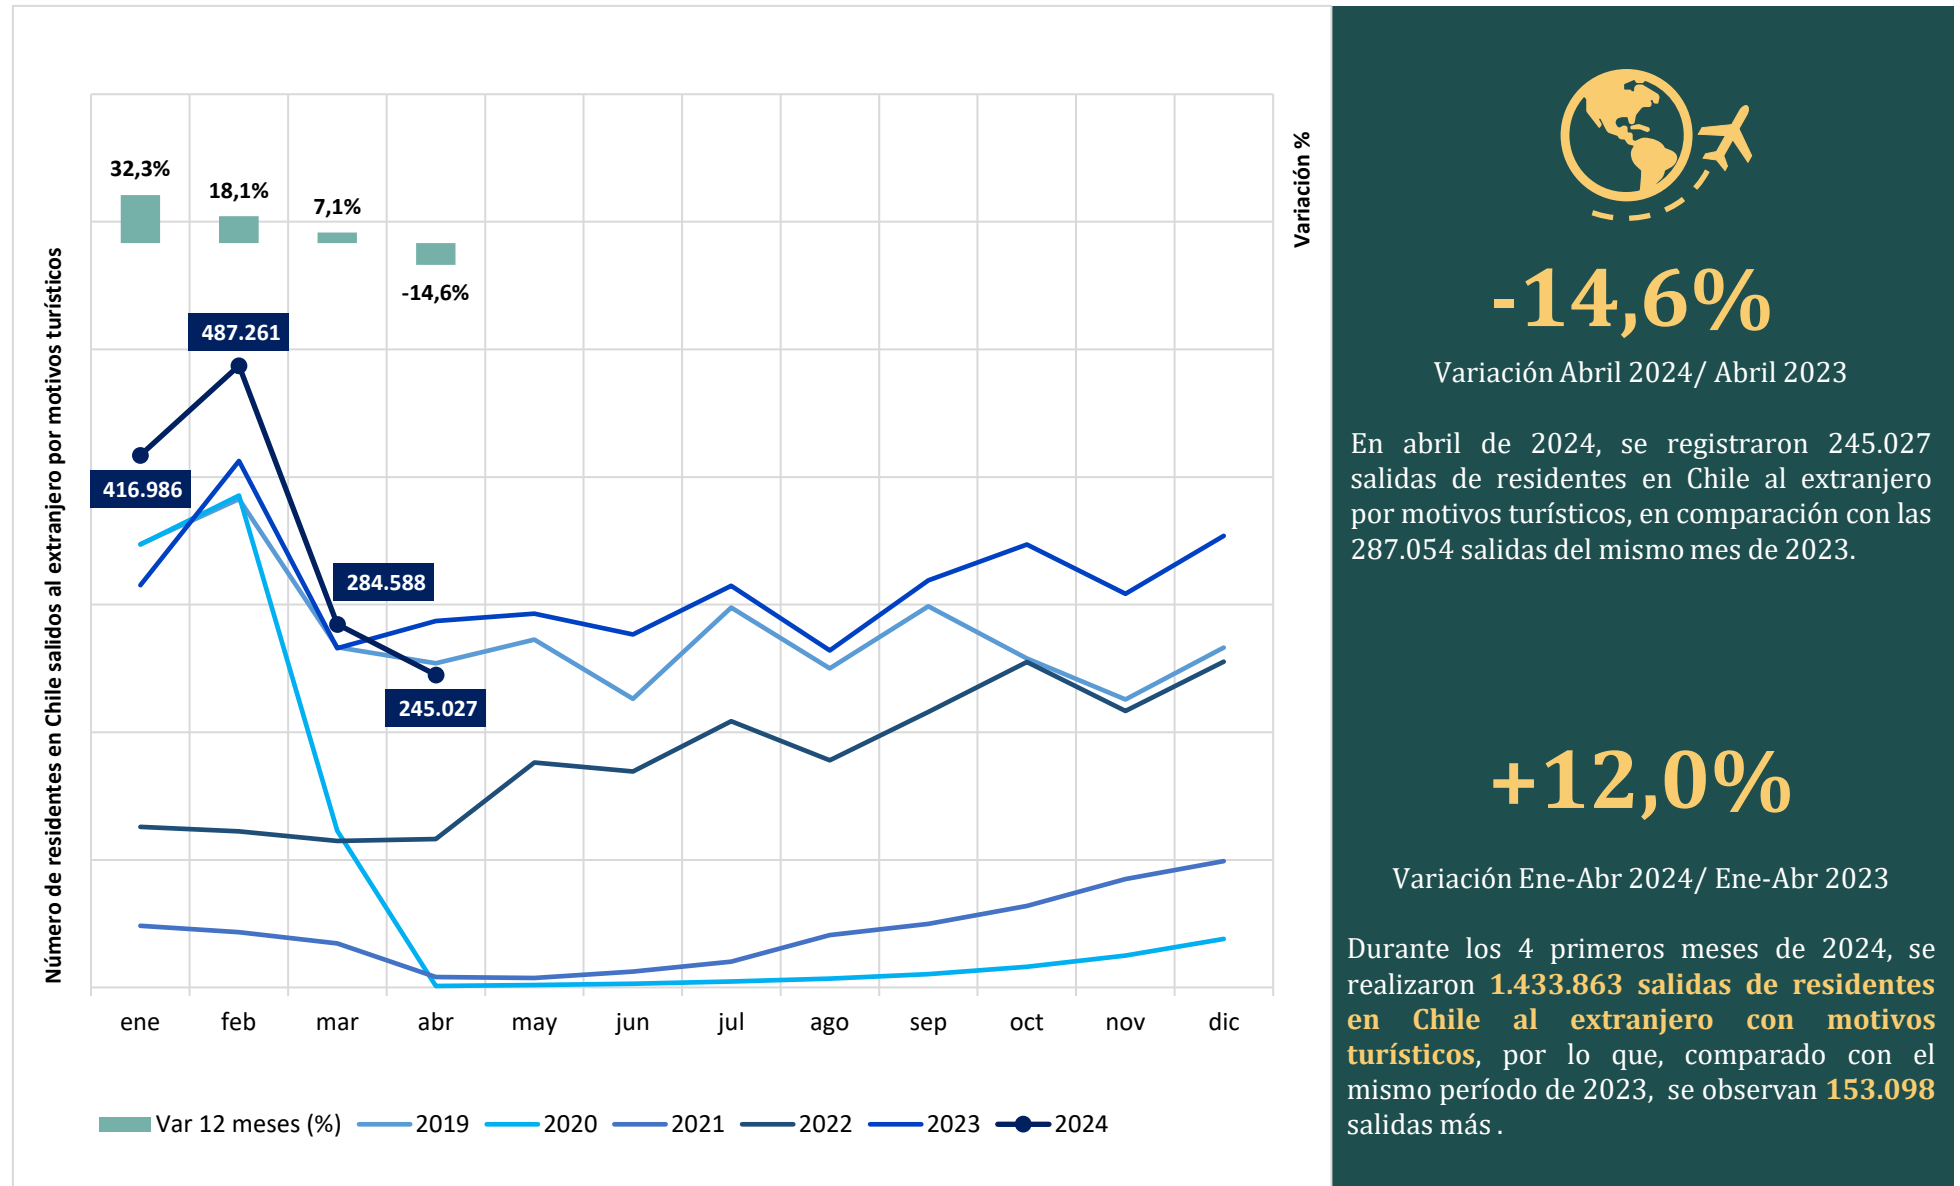 Número de residentes en Chile salidos al extranjero por motivos turísticos
32,3%
18,1%
7,1%
-14,6%
487.261
416.986
284.588
245.027
Variación %
ene feb mar abr may jun jul ago sep oct nov dic
Var 12 meses (%) 2019 2020 2021 2022 2023 2024
-14,6%
Variación Abril 2024/ Abril 2023
En abril de 2024, se registraron 245.027
salidas de residentes en Chile al extranjero
por motivos turísticos, en comparación con las
287.054 salidas del mismo mes de 2023.
+12,0%
Variación Ene-Abr 2024/ Ene-Abr 2023
Durante los 4 primeros meses de 2024, se
realizaron 1.433.863 salidas de residentes
en Chile al extranjero con motivos
turísticos, por lo que, comparado con el
mismo período de 2023, se observan 153.098
salidas más .